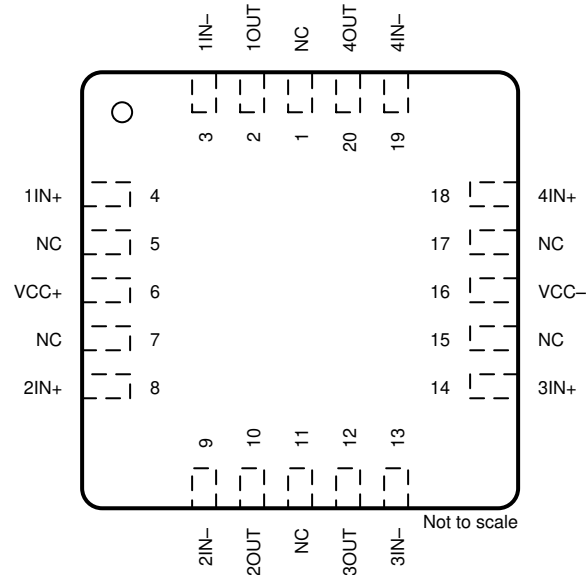 1IN–
1OUT
NC
4OUT
4IN–
3
2
1
20
19
1IN+ 4
18 4IN+
NC 5
17 NC
VCC+ 6
16 VCC–
NC 7
15 NC
2IN+ 8
14 3IN+
9
10
11
12
13
Not to scale
2IN–
2OUT
NC
3OUT
3IN–